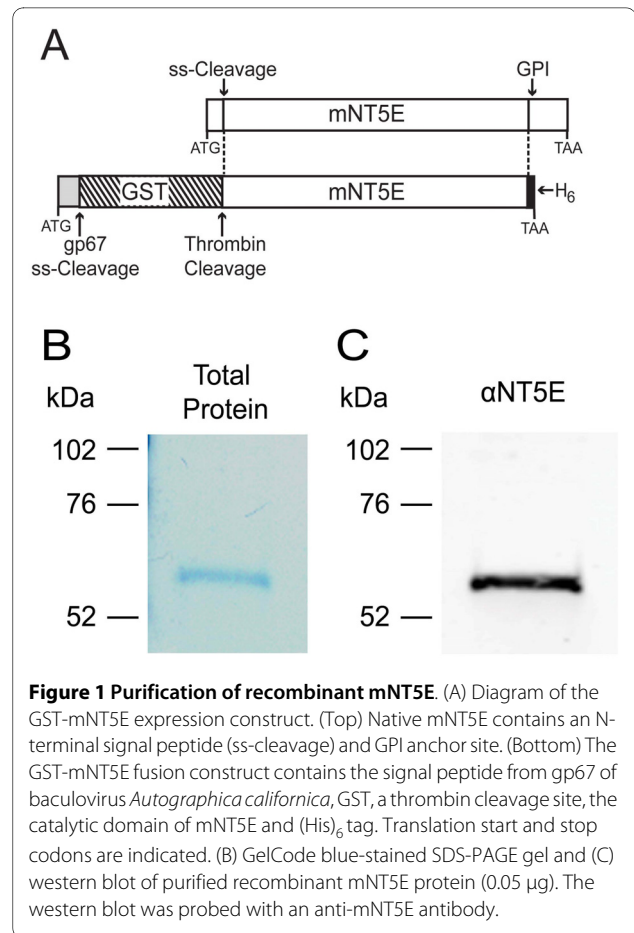 A
ss-Cleavage
GPI
mNT5E
ATG
TAA
GST
mNT5E
H6
ATG
TAA
gp67
ss-Cleavage
Thrombin
Cleavage
B
Total
Protein
kDa
102
76
52
C
αNT5E
kDa
102
76
52
Figure 1 Purification of recombinant mNT5E. (A) Diagram of the
GST-mNT5E expression construct. (Top) Native mNT5E contains an N-
terminal signal peptide (ss-cleavage) and GPI anchor site. (Bottom) The
GST-mNT5E fusion construct contains the signal peptide from gp67 of
baculovirus Autographica californica, GST, a thrombin cleavage site, the
catalytic domain of mNT5E and (His)6 tag. Translation start and stop
codons are indicated. (B) GelCode blue-stained SDS-PAGE gel and (C)
western blot of purified recombinant mNT5E protein (0.05 μg). The
western blot was probed with an anti-mNT5E antibody.